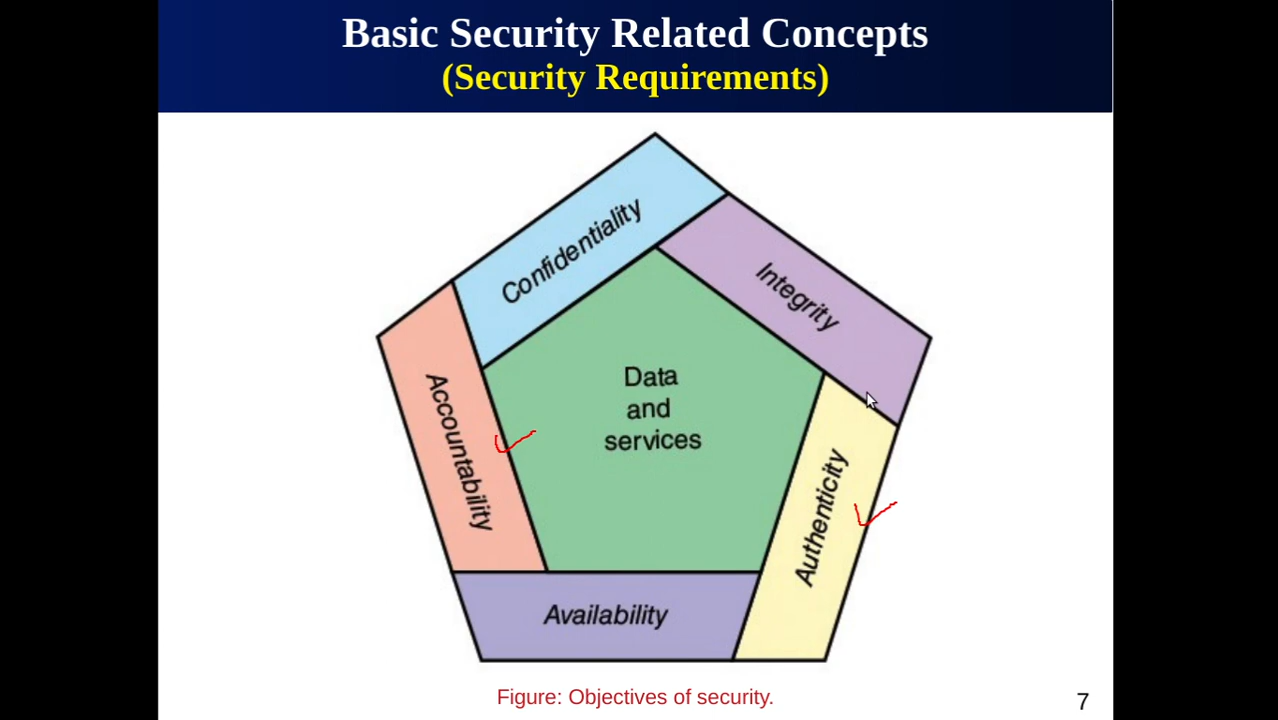 Basic Security Related Concepts
(Security Requirements)
Confidentiality
Integrity
Data
and
services
Accountability
Authenticity
Availability
Figure: Objectives of security.
7